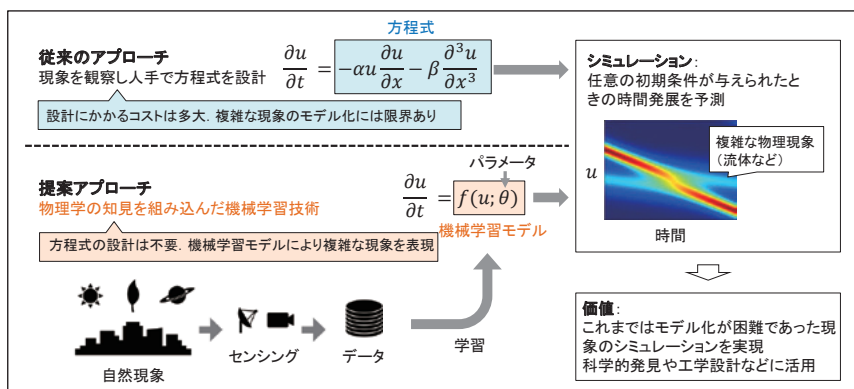 方程式
従来のアプローチ
現象を観察し人手で方程式を設計
∂u/∂t = −αu ∂u/∂x − β ∂³u/∂x³
設計にかかるコストは多大．複雑な現象のモデル化には限界あり
提案アプローチ
物理学の知見を組み込んだ機械学習技術
パラメータ
∂u/∂t = f(u; θ)
機械学習モデル
方程式の設計は不要．機械学習モデルにより複雑な現象を表現
自然現象
センシング
データ
学習
シミュレーション：
任意の初期条件が与えられたと
きの時間発展を予測
複雑な物理現象
（流体など）
u
時間
価値：
これまではモデル化が困難であった現
象のシミュレーションを実現
科学的発見や工学設計などに活用